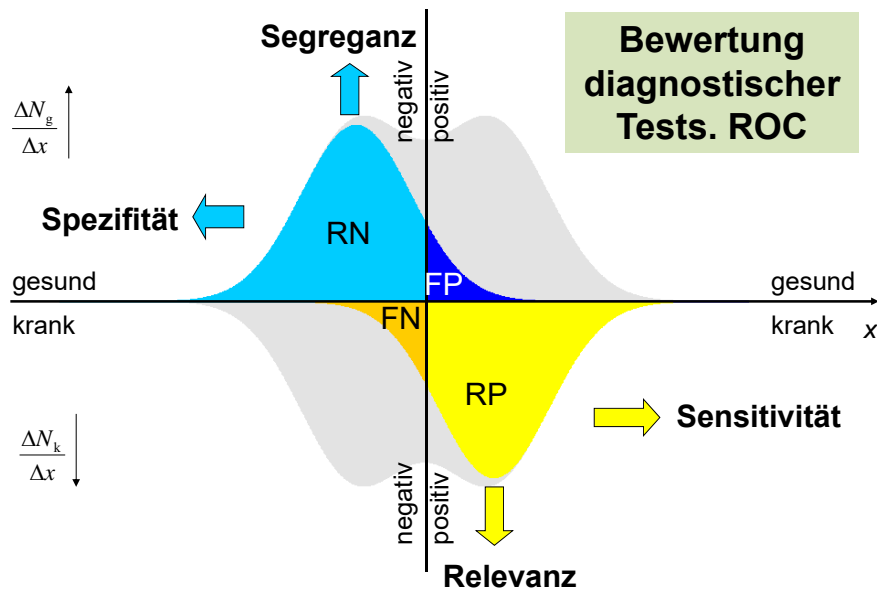 Segreganz
Bewertung
diagnostischer
Tests. ROC
negativ
positiv
ΔN_g
Δx
Spezifität
RN
FP
gesund
gesund
krank
FN
krank
x
RP
Sensitivität
ΔN_k
Δx
negativ
positiv
Relevanz